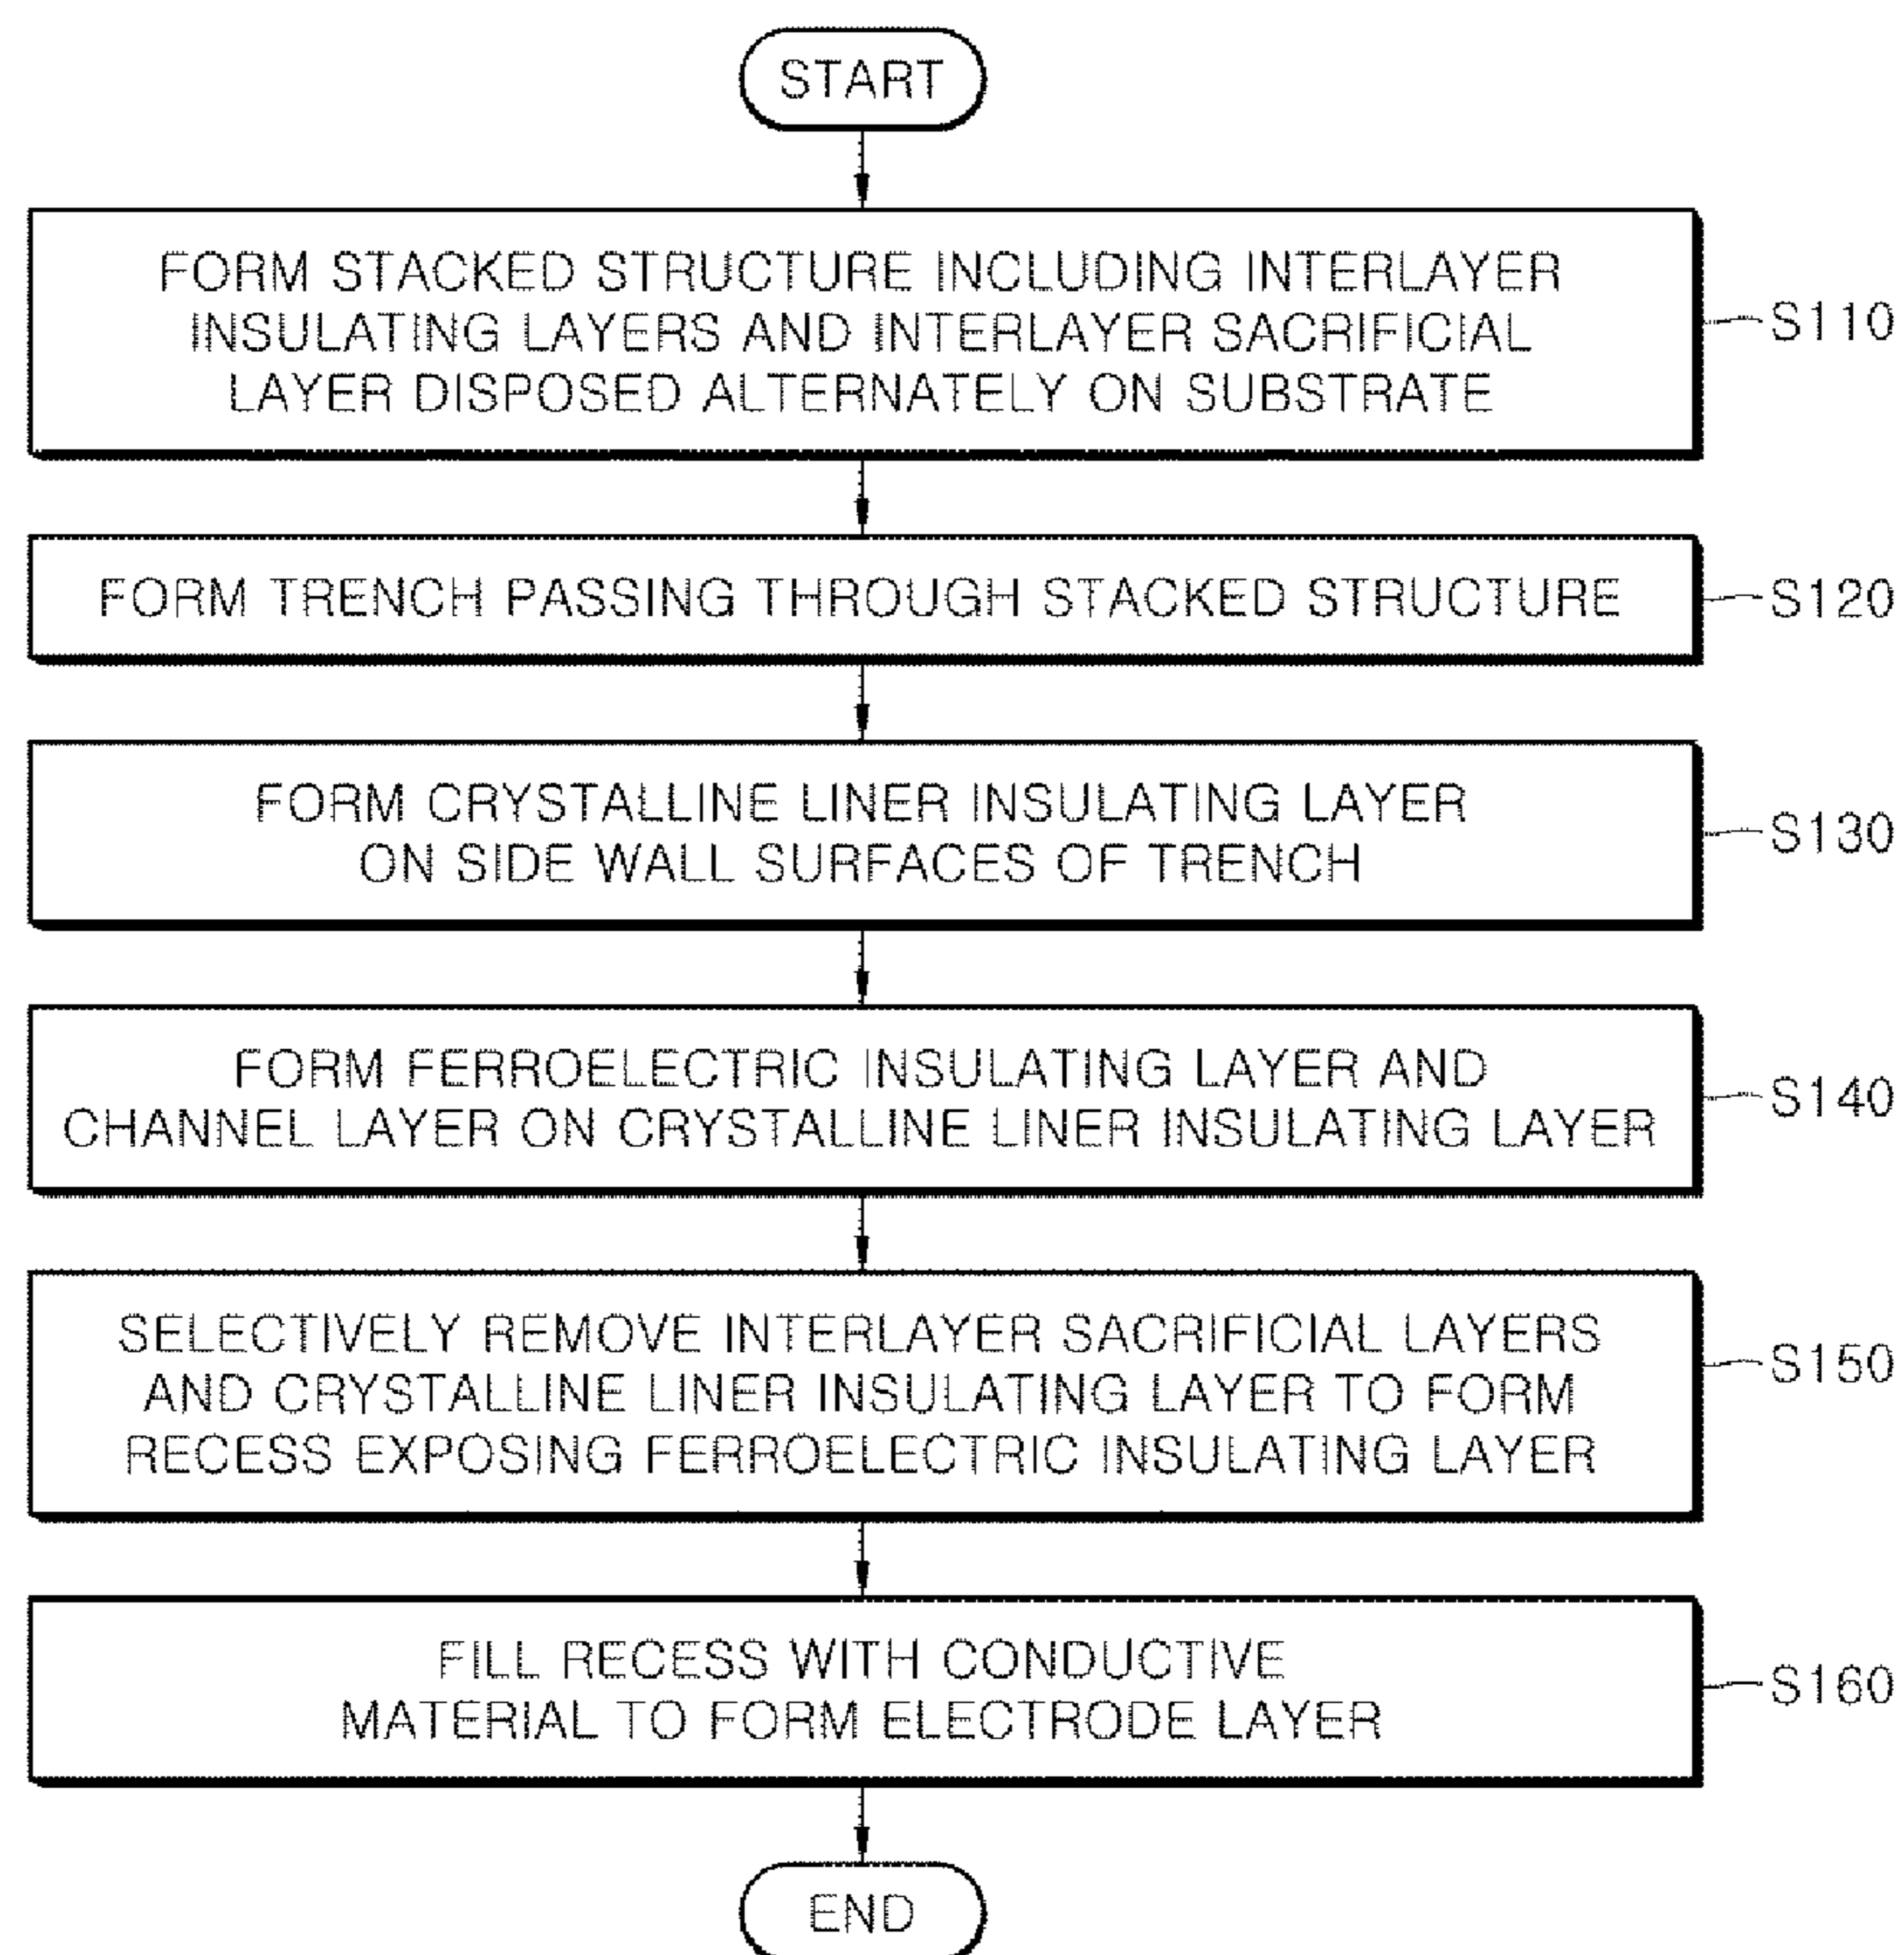 START
FORM STACKED STRUCTURE INCLUDING INTERLAYER
INSULATING LAYERS AND INTERLAYER SACRIFICIAL
LAYER DISPOSED ALTERNATELY ON SUBSTRATE
S110
FORM TRENCH PASSING THROUGH STACKED STRUCTURE
S120
FORM CRYSTALLINE LINER INSULATING LAYER
ON SIDE WALL SURFACES OF TRENCH
S130
FORM FERROELECTRIC INSULATING LAYER AND
CHANNEL LAYER ON CRYSTALLINE LINER INSULATING LAYER
S140
SELECTIVELY REMOVE INTERLAYER SACRIFICIAL LAYERS
AND CRYSTALLINE LINER INSULATING LAYER TO FORM
RECESS EXPOSING FERROELECTRIC INSULATING LAYER
S150
FILL RECESS WITH CONDUCTIVE
MATERIAL TO FORM ELECTRODE LAYER
S160
END